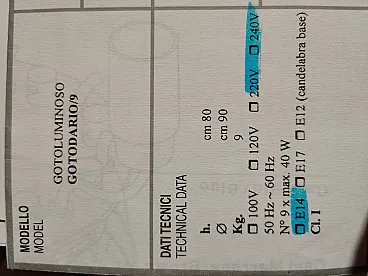 MODELLO
MODEL
GOTOLUMINOSO
GOTODARIO/9
DATI TECNICI
TECHNICAL DATA
h. cm 80
Ø cm 90
Kg. 9
☐ 100V ☐ 120V ☐ 220V ☐ 240V
50 Hz ~ 60 Hz
N° 9 x max. 40 W
☐ E14 ☐ E17 ☐ E12 (candelabra base)
Cl. I